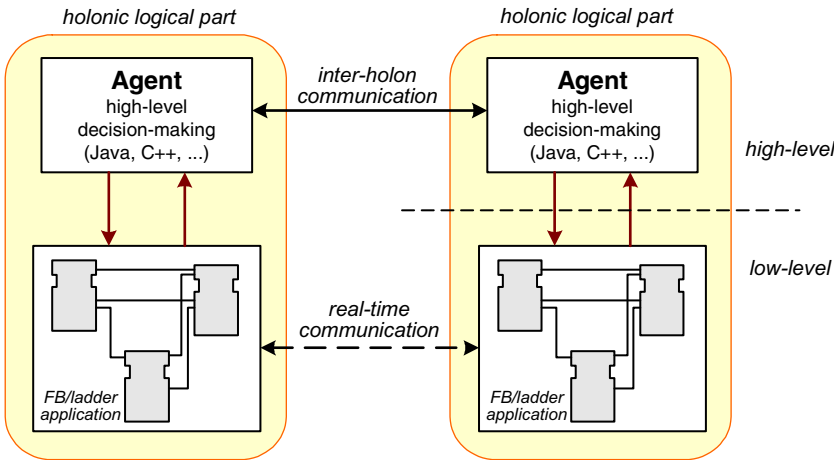 holonic logical part
holonic logical part
Agent
high-level
decision-making
(Java, C++, ...)
inter-holon
communication
Agent
high-level
decision-making
(Java, C++, ...)
high-level
low-level
real-time
communication
FB/ladder
application
FB/ladder
application